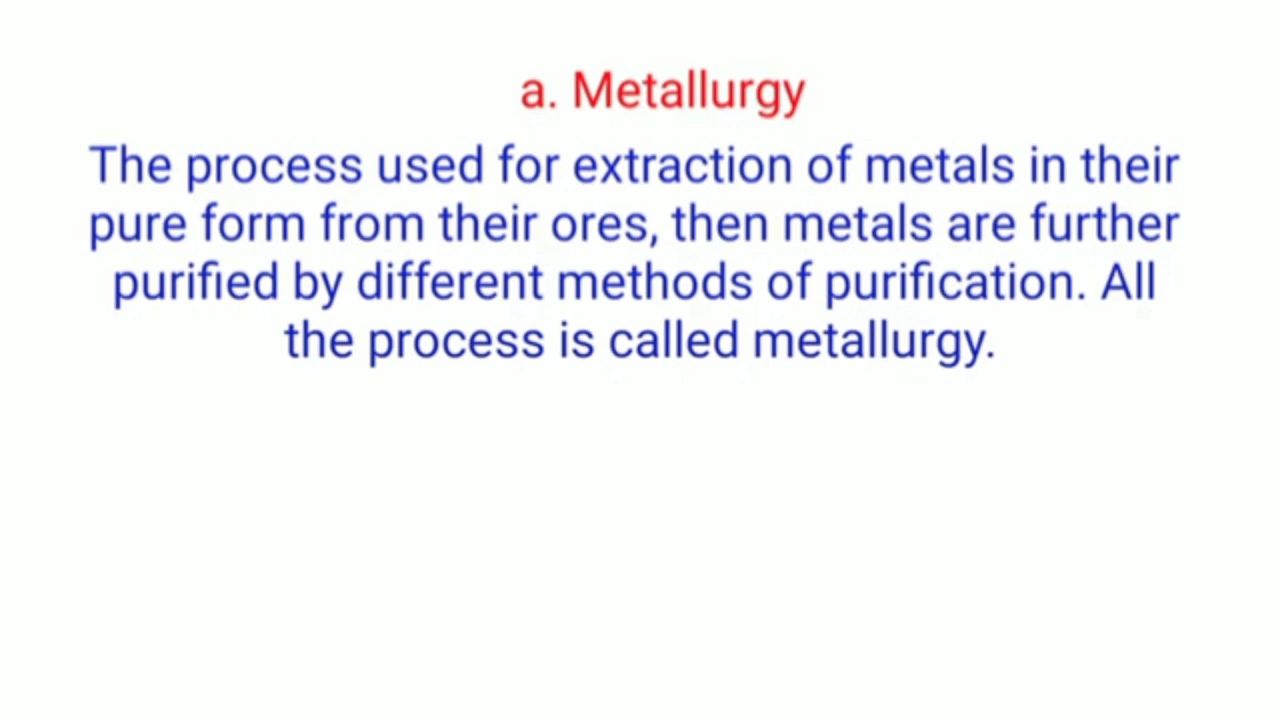 a. Metallurgy
The process used for extraction of metals in their
pure form from their ores, then metals are further
purified by different methods of purification. All
the process is called metallurgy.